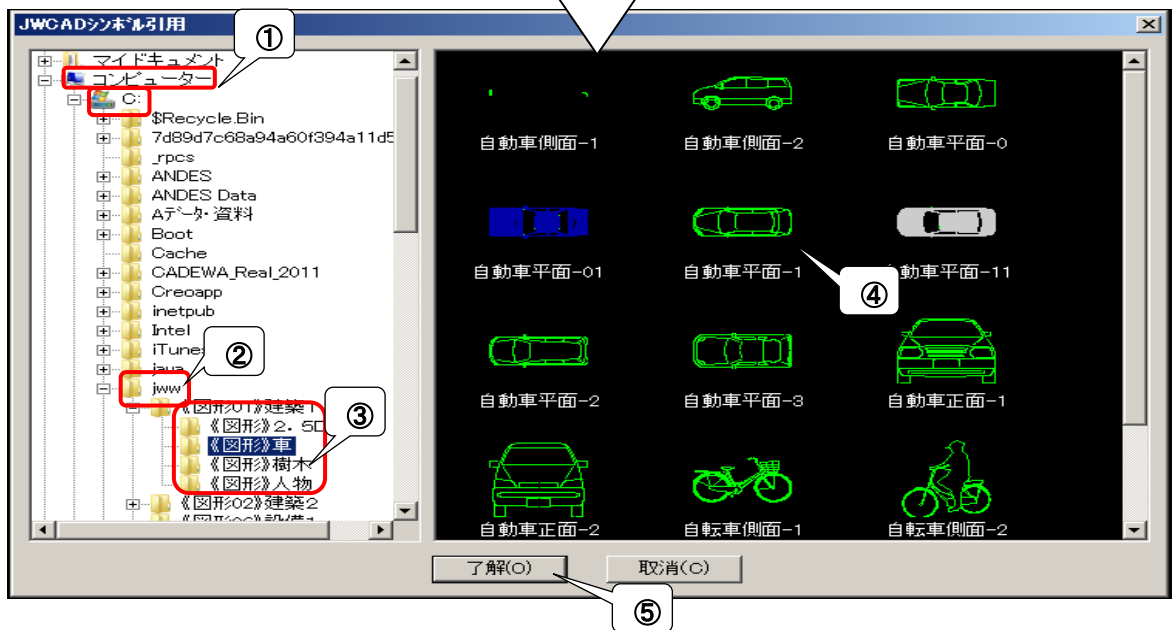 JWCADシンボル引用
①
マイドキュメント
コンピューター
C:
$Recycle.Bin
7d89d7c68a94a60f394a11d5
_rpcs
ANDES
ANDES Data
Aデータ・資料
Boot
Cache
CADEWA_Real_2011
Creoapp
inetpub
Intel
iTunes
java
jww
②
《図形01》建築1
《図形》2．5D
《図形》車
《図形》樹木
《図形》人物
③
《図形02》建築2
自動車側面-1
自動車側面-2
自動車平面-0
自動車平面-01
自動車平面-1
自動車平面-11
④
自動車平面-2
自動車平面-3
自動車正面-1
自動車正面-2
自転車側面-1
自転車側面-2
了解(O)
取消(C)
⑤